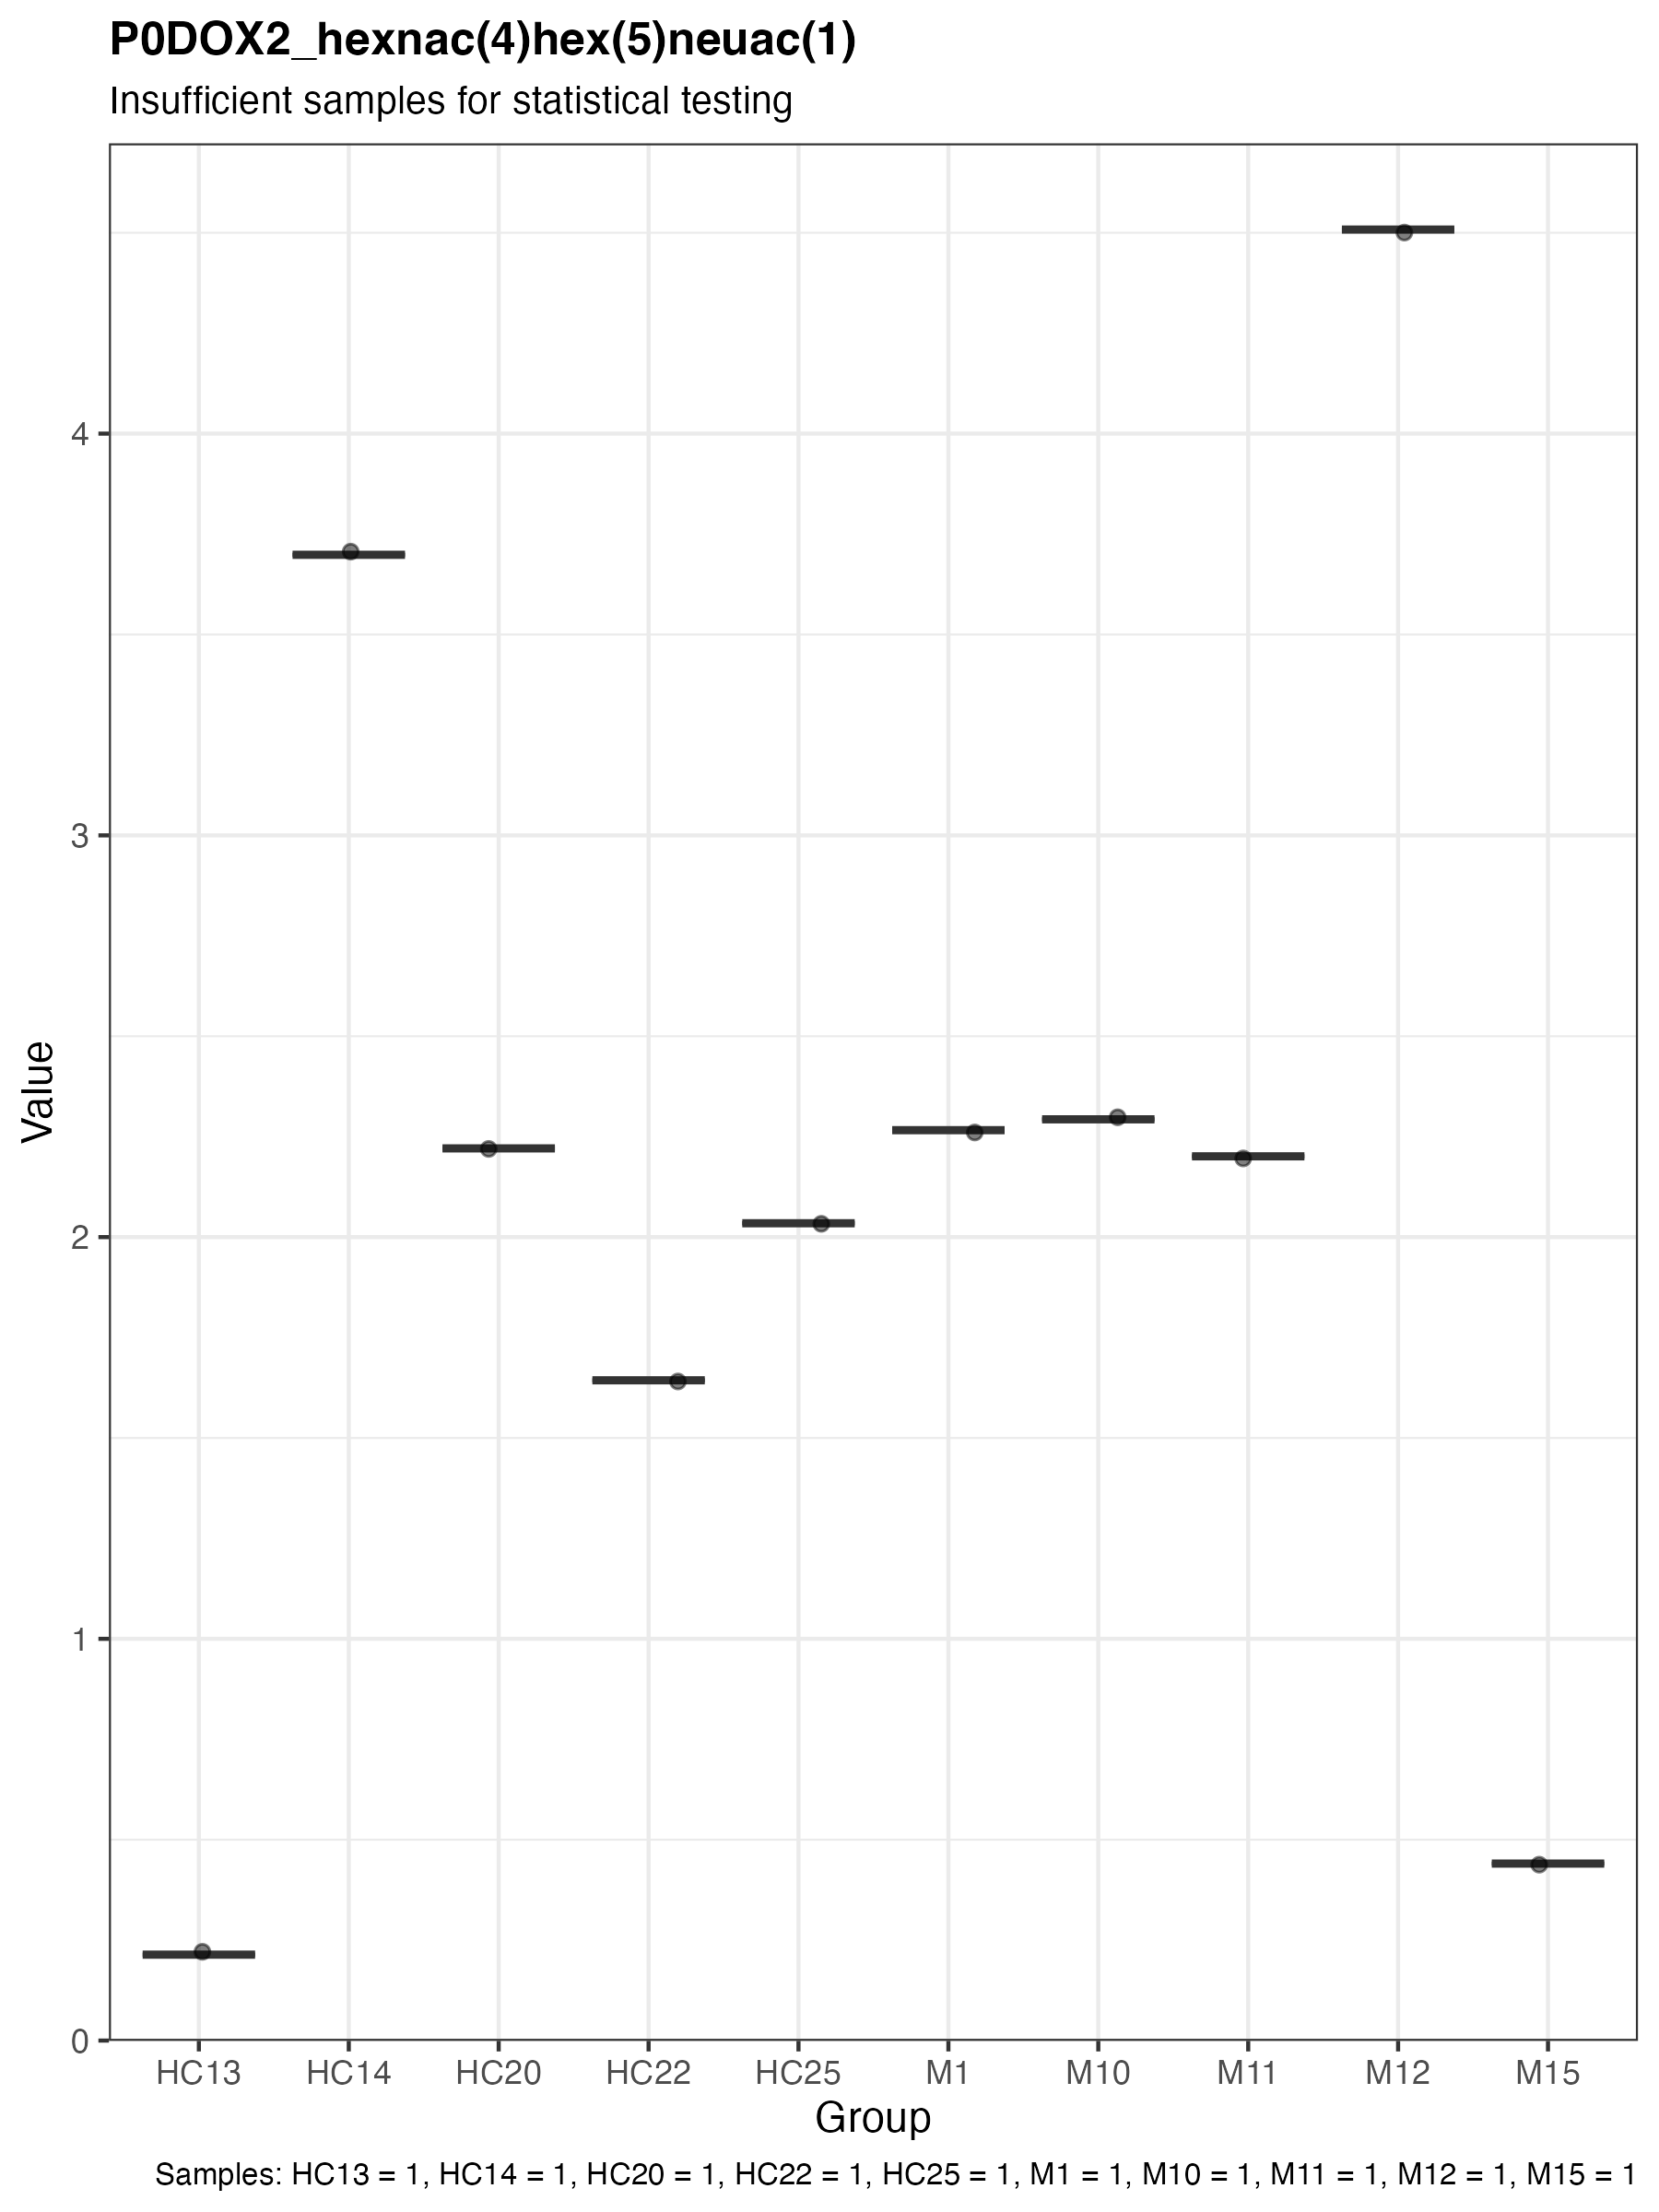 P0DOX2_hexnac(4)hex(5)neuac(1)
Insufficient samples for statistical testing
Value
4
3
2
1
0
HC13 HC14 HC20 HC22 HC25 M1 M10 M11 M12 M15
Group
Samples: HC13 = 1, HC14 = 1, HC20 = 1, HC22 = 1, HC25 = 1, M1 = 1, M10 = 1, M11 = 1, M12 = 1, M15 = 1